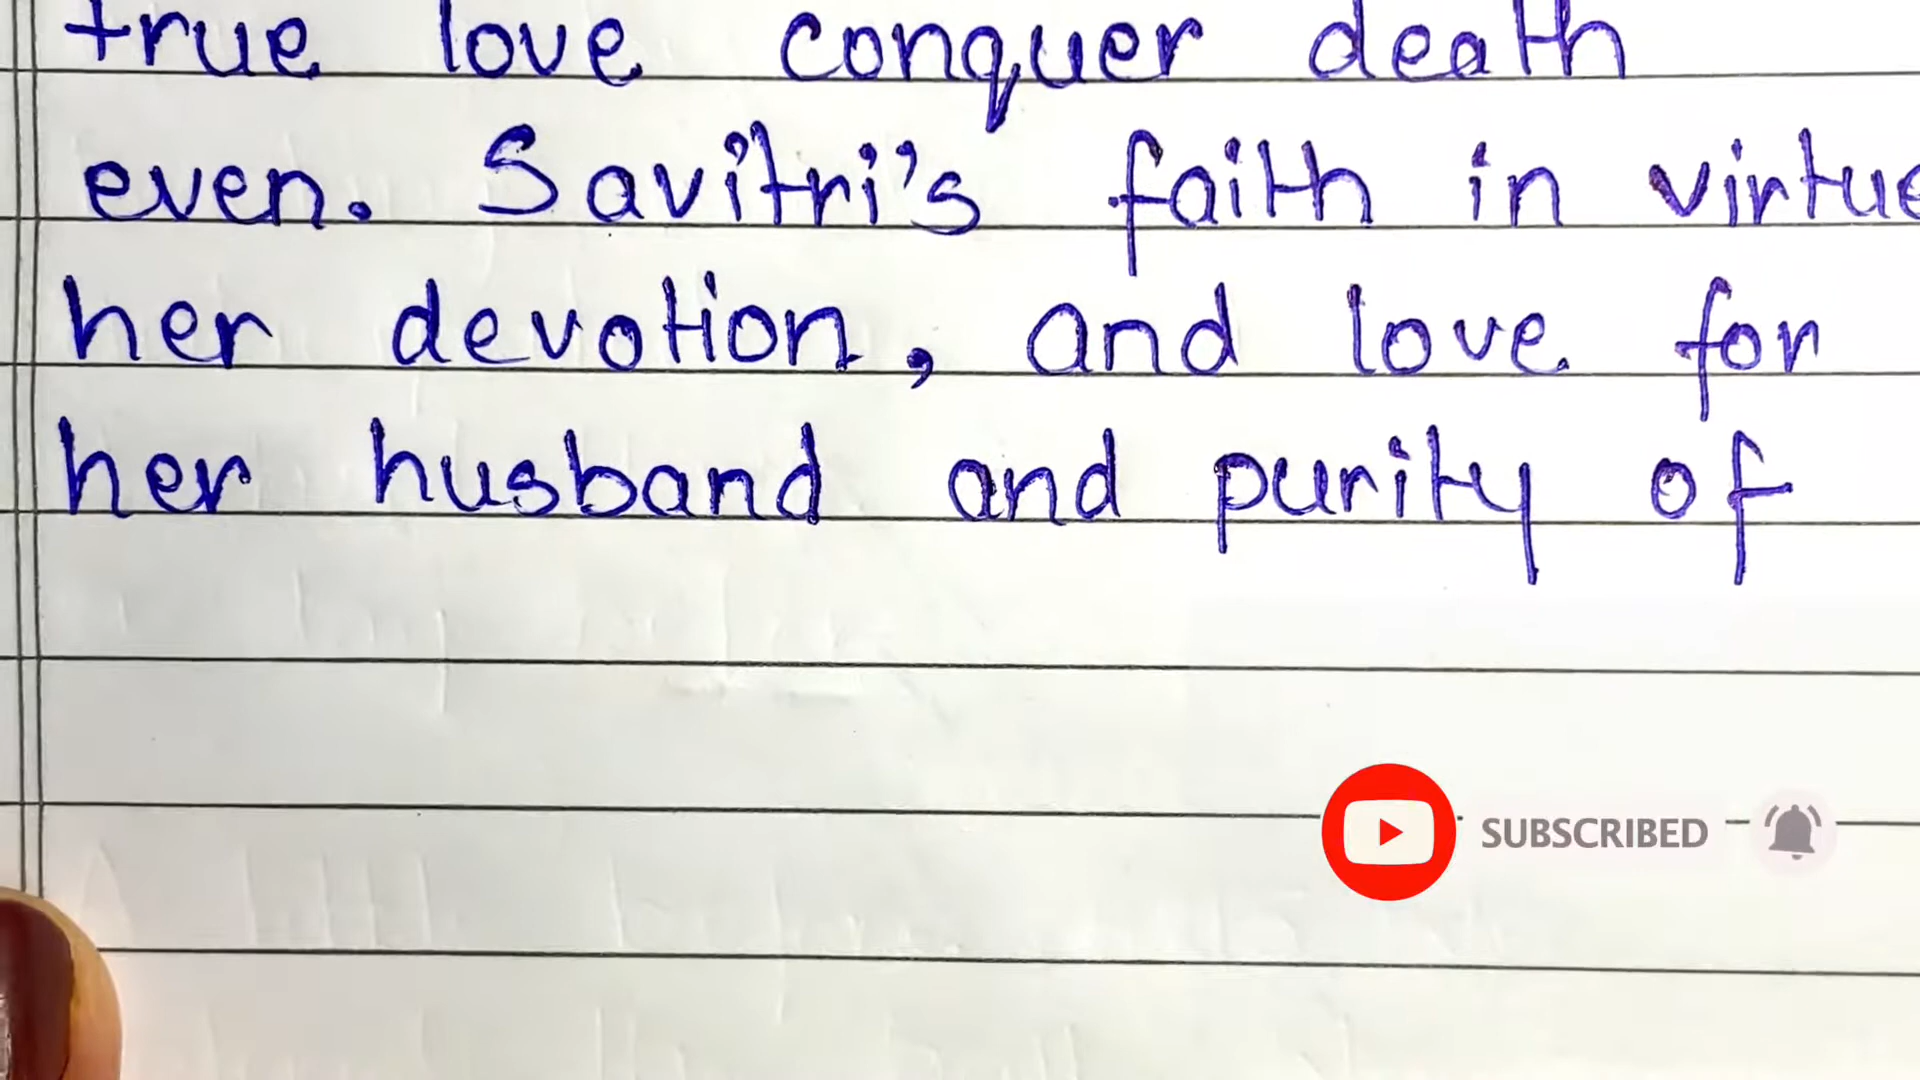 true love conquer death
even. Savitri's faith in virtue
her devotion, and love for
her husband and purity of
SUBSCRIBED